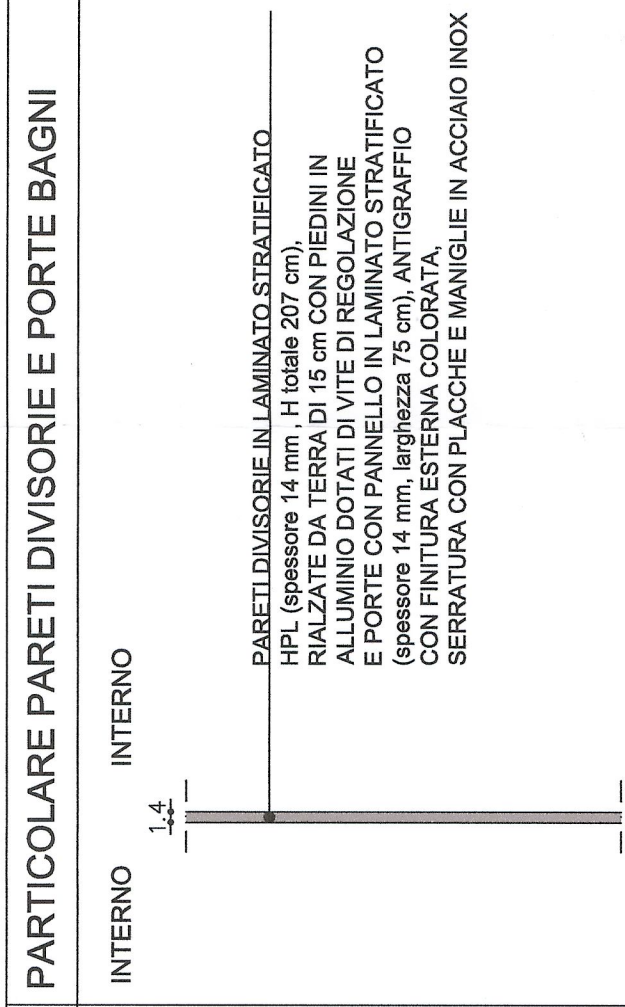 PARTICOLARE PARETI DIVISORIE E PORTE BAGNI
INTERNO
INTERNO
1.4
PARETI DIVISORIE IN LAMINATO STRATIFICATO
HPL (spessore 14 mm , H totale 207 cm),
RIALZATE DA TERRA DI 15 cm CON PIEDINI IN
ALLUMINIO DOTATI DI VITE DI REGOLAZIONE
E PORTE CON PANNELLO IN LAMINATO STRATIFICATO
(spessore 14 mm, larghezza 75 cm), ANTIGRAFFIO
CON FINITURA ESTERNA COLORATA,
SERRATURA CON PLACCHE E MANIGLIE IN ACCIAIO INOX